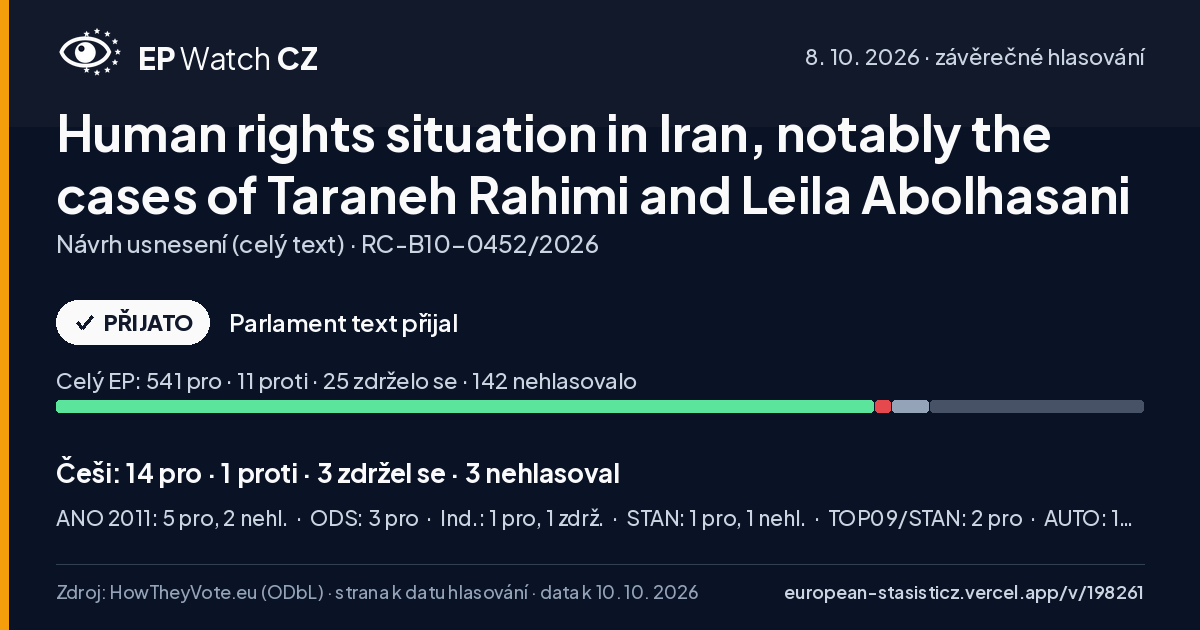 EP Watch CZ
8. 10. 2026 · závěrečné hlasování
Human rights situation in Iran, notably the
cases of Taraneh Rahimi and Leila Abolhasani
Návrh usnesení (celý text) · RC-B10-0452/2026
✓ PŘIJATO
Parlament text přijal
Celý EP: 541 pro · 11 proti · 25 zdrželo se · 142 nehlasovalo
Češi: 14 pro · 1 proti · 3 zdržel se · 3 nehlasoval
ANO 2011: 5 pro, 2 nehl. · ODS: 3 pro · Ind.: 1 pro, 1 zdrž. · STAN: 1 pro, 1 nehl. · TOP09/STAN: 2 pro · AUTO: 1…
Zdroj: HowTheyVote.eu (ODbL) · strana k datu hlasování · data k 10. 10. 2026
european-stasisticz.vercel.app/v/198261